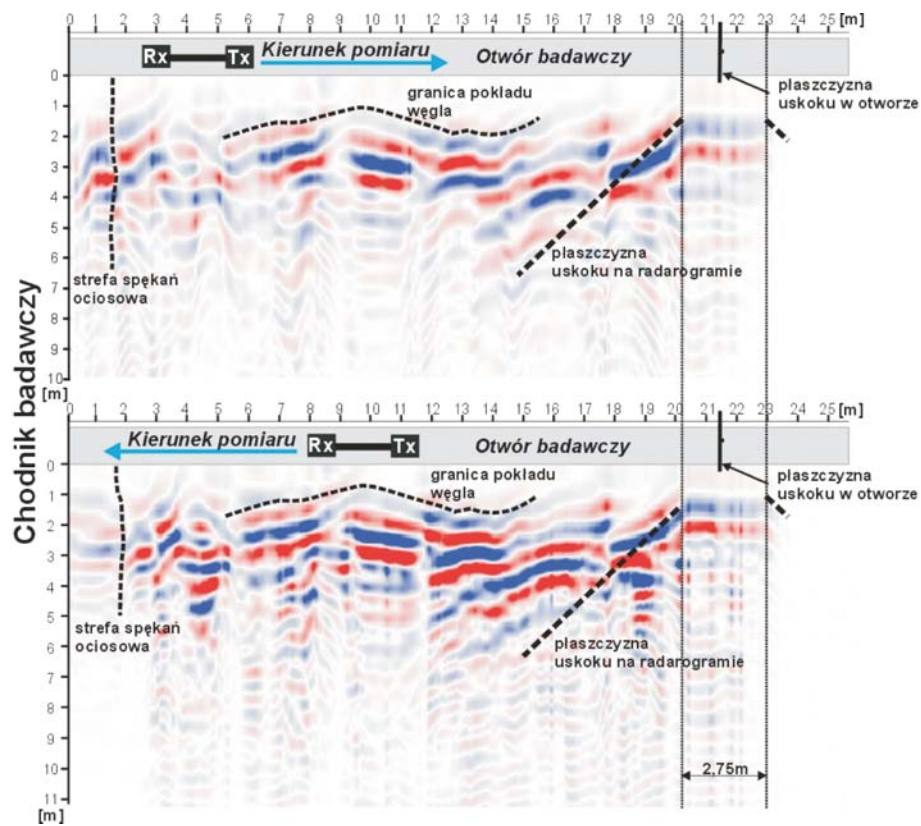 0 1 2 3 4 5 6 7 8 9 10 11 12 13 14 15 16 17 18 19 20 21 22 23 24 25 [m]
Rx Tx Kierunek pomiaru Otwór badawczy
płaszczyzna
uskoku w otworze
granica pokładu
węgla
strefa spękań
ociosowa
płaszczyzna
uskoku na radarogramie
0
1
2
3
4
5
6
7
8
9
10
[m]
Chodnik badawczy
0 1 2 3 4 5 6 7 8 9 10 11 12 13 14 15 16 17 18 19 20 21 22 23 24 25 [m]
Kierunek pomiaru Rx Tx Otwór badawczy
płaszczyzna
uskoku w otworze
granica pokładu
węgla
strefa spękań
ociosowa
płaszczyzna
uskoku na radarogramie
2,75m
0
1
2
3
4
5
6
7
8
9
10
11
[m]